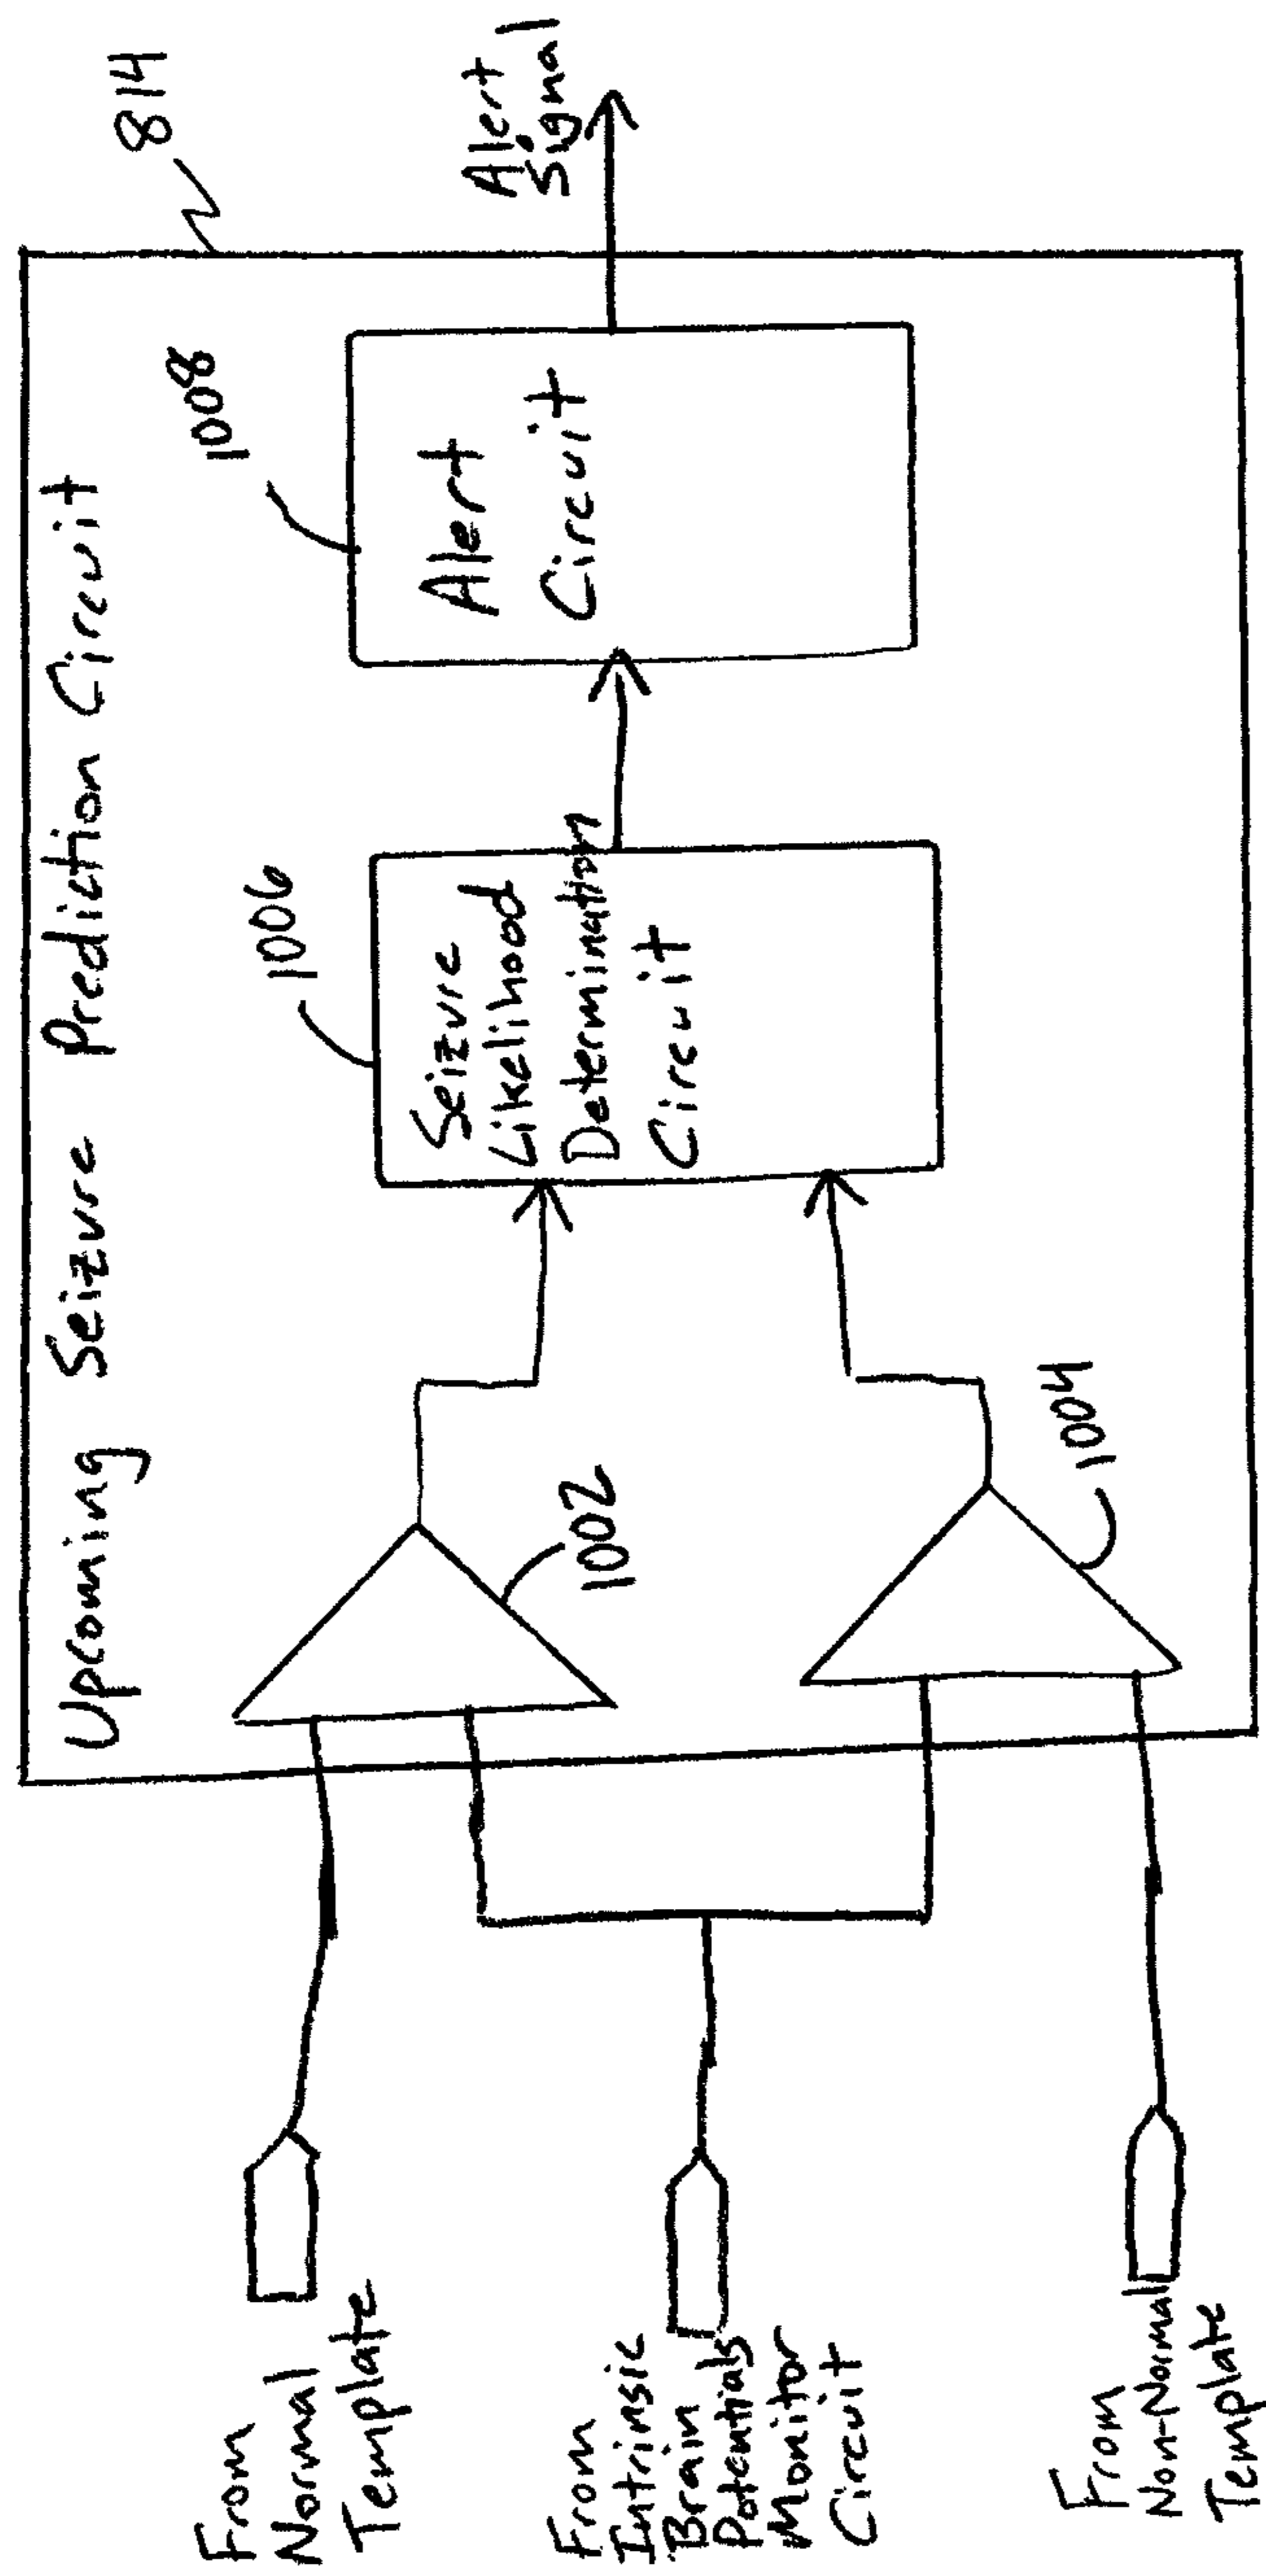 Upcoming Seizure Prediction Circuit
814
From
Normal
Template
From
Intrinsic
Brain
Potentials
Monitor
Circuit
From
Non-Normal
Template
1002
1004
1006
Seizure
Likelihood
Determination
Circuit
1008
Alert
Circuit
Alert
Signal